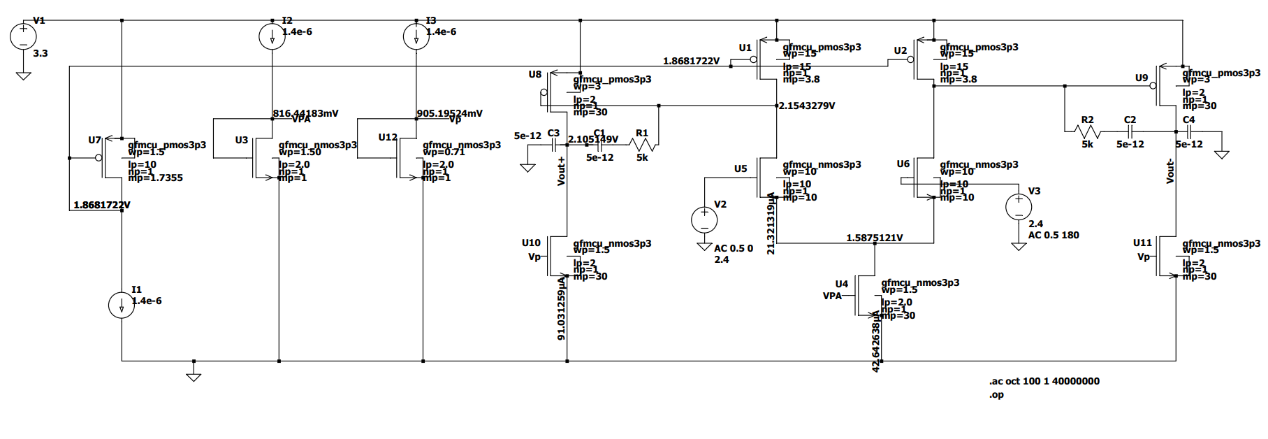 V1
3.3
I2
1.4e-6
I3
1.4e-6
U7
gfmcu_pmos3p3
wp=1.5
lp=10
np=1
mp=1.7355
1.8681722V
I1
1.4e-6
816.44183mV
VPA
U3
gfmcu_nmos3p3
wp=1.50
lp=2.0
np=1
mp=1
905.19524mV
Vp
U12
gfmcu_nmos3p3
wp=0.71
lp=2.0
np=1
mp=1
U8
gfmcu_pmos3p3
wp=3
lp=2
np=1
mp=30
5e-12
C3
2.105149V
C1
5e-12
R1
5k
Vout+
U10
Vp
gfmcu_nmos3p3
wp=1.5
lp=2
np=1
mp=30
91.031259µA
1.8681722V
U1
gfmcu_pmos3p3
wp=15
lp=15
np=1
mp=3.8
2.1543279V
U2
gfmcu_pmos3p3
wp=15
lp=15
np=1
mp=3.8
U5
gfmcu_nmos3p3
wp=10
lp=10
np=1
mp=10
21.321319µA
V2
AC 0.5 0
2.4
U6
gfmcu_nmos3p3
wp=10
lp=10
np=1
mp=10
V3
2.4
AC 0.5 180
1.5875121V
U4
VPA
gfmcu_nmos3p3
wp=1.5
lp=2.0
np=1
mp=30
42.642638µA
U9
gfmcu_pmos3p3
wp=3
lp=2
np=1
mp=30
R2
5k
C2
5e-12
C4
5e-12
Vout-
U11
Vp
gfmcu_nmos3p3
wp=1.5
lp=2
np=1
mp=30
.ac oct 100 1 40000000
.op